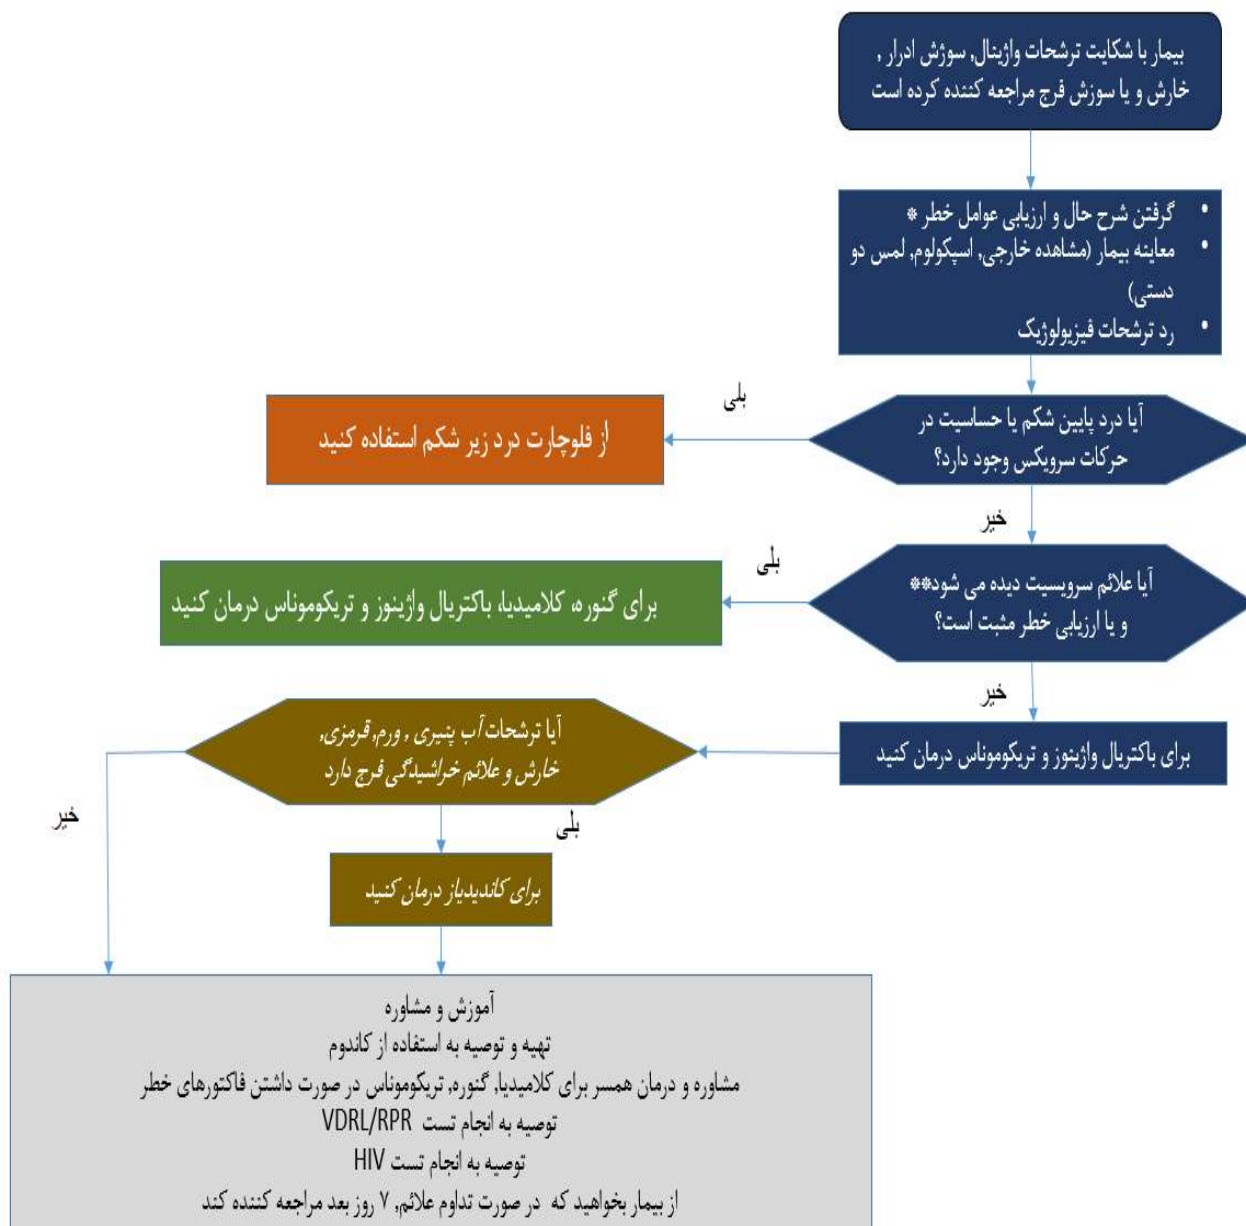 بیمار با شکایت ترشحات واژینال, سوژش ادرار ,
خارش و یا سوزش فرج مراجعه کننده کرده است
• گرفتن شرح حال و ارزیابی عوامل خطر *
• معاینه بیمار (مشاهده خارجی, اسپکولوم, لمس دو
دستی)
• رد ترشحات فیزیولوژیک
آیا درد پایین شکم یا حساسیت در
حرکات سرویکس وجود دارد؟
بلی
از فلوچارت درد زیر شکم استفاده کنید
خیر
آیا علائم سرویسیت دیده می شود**
و یا ارزیابی خطر مثبت است؟
بلی
برای گنوره، کلامیدیا، باکتریال واژینوز و تریکوموناس درمان کنید
خیر
برای باکتریال واژینوز و تریکوموناس درمان کنید
آیا ترشحات آب پنیری , ورم, قرمزی,
خارش و علائم خراشیدگی فرج دارد
خیر
بلی
برای کاندیدیاز درمان کنید
آموزش و مشاوره
تهیه و توصیه به استفاده از کاندوم
مشاوره و درمان همسر برای کلامیدیا, گنوره, تریکوموناس در صورت داشتن فاکتورهای خطر
توصیه به انجام تست VDRL/RPR
توصیه به انجام تست HIV
از بیمار بخواهید که در صورت تداوم علائم, ۷ روز بعد مراجعه کننده کند